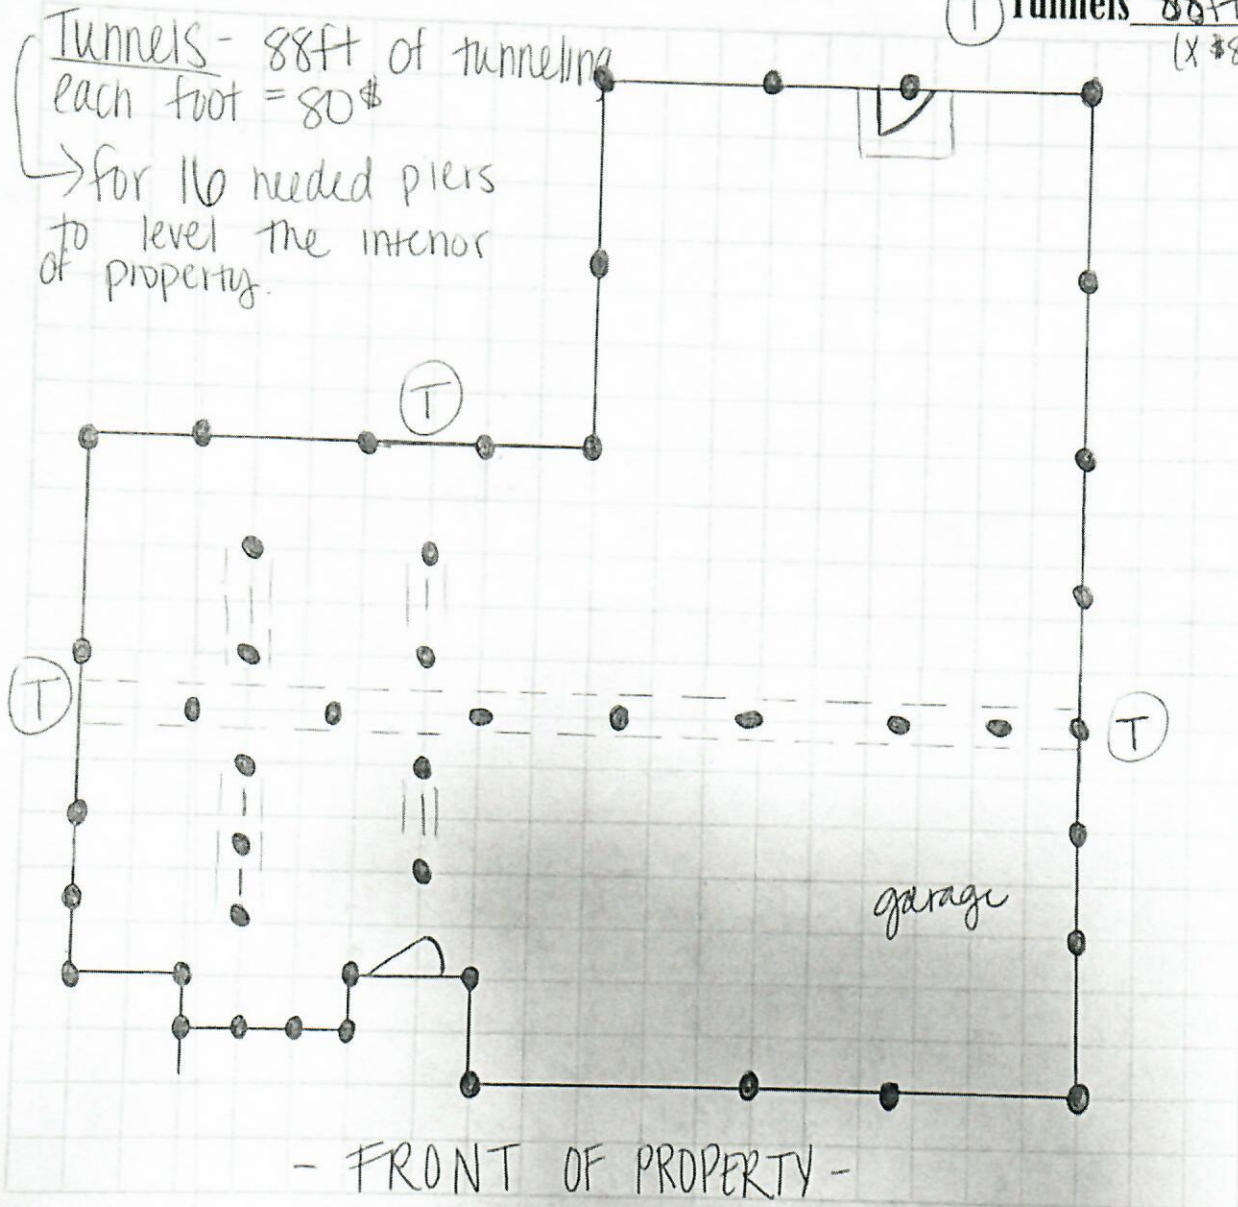 T Tunnels 88ft
(x $8
Tunnels - 88ft of tunneling
each foot = 80$
→for 16 needed piers
to level the interior
of property.
T
T
T
garage
- FRONT OF PROPERTY -